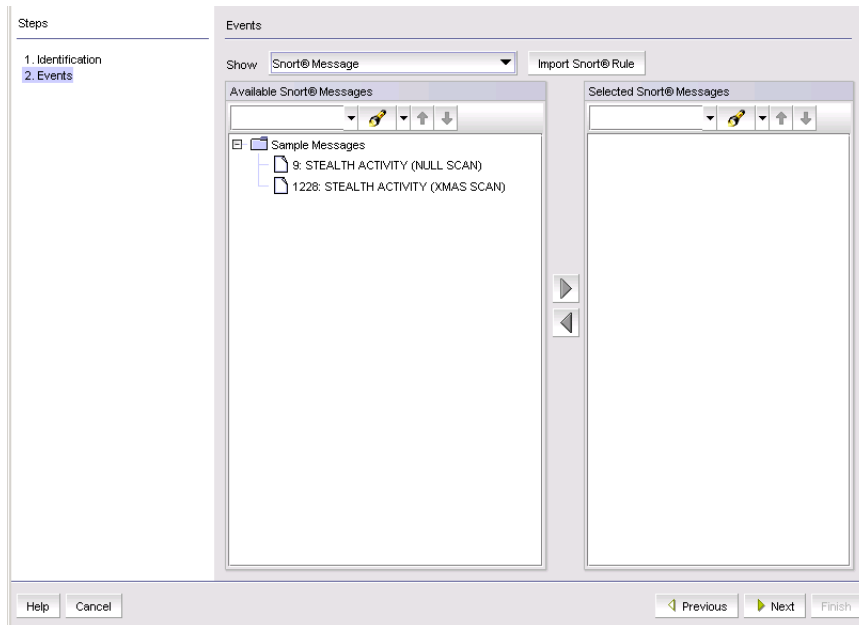 Steps
1. Identification
2. Events
Events
Show Snort® Message Import Snort® Rule
Available Snort® Messages
Sample Messages
9: STEALTH ACTIVITY (NULL SCAN)
1228: STEALTH ACTIVITY (XMAS SCAN)
Selected Snort® Messages
Help Cancel Previous Next Finish